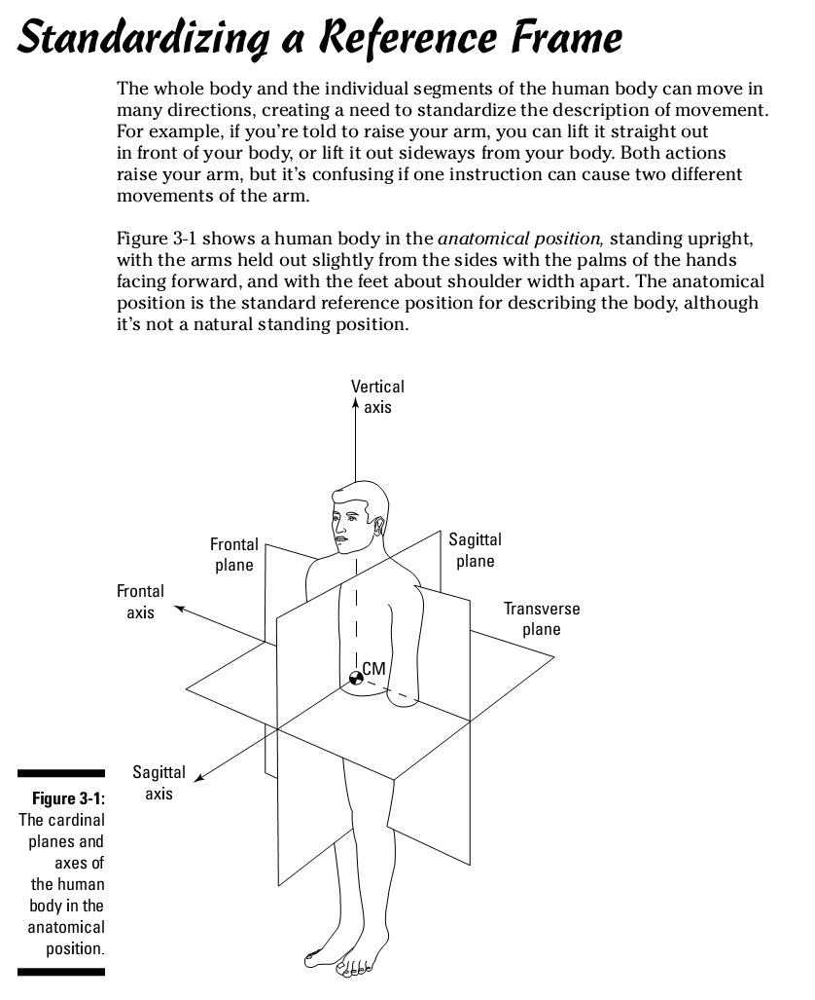 Standardizing a Reference Frame
The whole body and the individual segments of the human body can move in
many directions, creating a need to standardize the description of movement.
For example, if you're told to raise your arm, you can lift it straight out
in front of your body, or lift it out sideways from your body. Both actions
raise your arm, but it's confusing if one instruction can cause two different
movements of the arm.
Figure 3-1 shows a human body in the anatomical position, standing upright,
with the arms held out slightly from the sides with the palms of the hands
facing forward, and with the feet about shoulder width apart. The anatomical
position is the standard reference position for describing the body, although
it's not a natural standing position.
Vertical
axis
Frontal
plane
Sagittal
plane
Frontal
axis
Transverse
plane
CM
Sagittal
axis
Figure 3-1:
The cardinal
planes and
axes of
the human
body in the
anatomical
position.